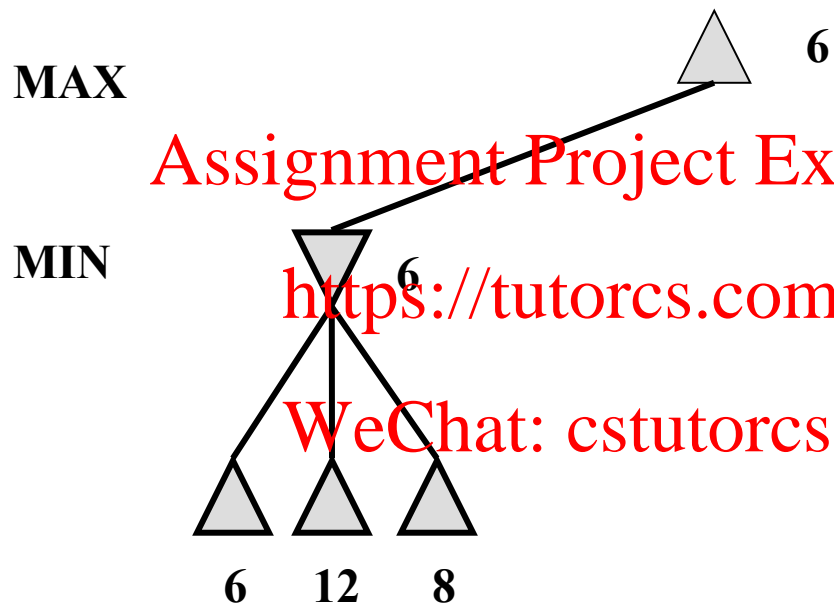 6
MAX
Assignment Project Ex
MIN
6
https://tutorcs.com
WeChat: cstutorcs
6 12 8